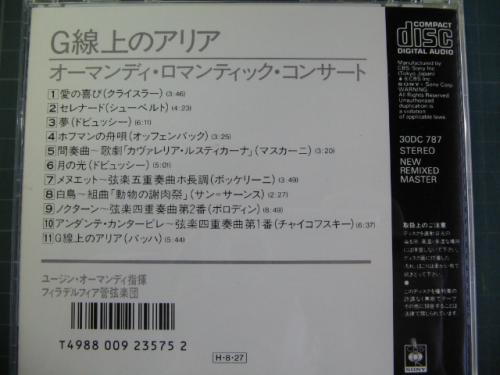 G線上のアリア
オーマンディ・ロマンティック・コンサート
1 愛の喜び(クライスラー) (3:46)
2 セレナード(シューベルト) (4:23)
3 夢(ドビュッシー) (6:11)
4 ホフマンの舟唄(オッフェンバック) (3:25)
5 間奏曲〜歌劇「カヴァレリア・ルスティカーナ」(マスカーニ) (3:20)
6 月の光(ドビュッシー) (5:01)
7 メヌエット〜弦楽五重奏曲ホ長調(ボッケリーニ) (3:49)
8 白鳥〜組曲「動物の謝肉祭」(サン=サーンス) (2:27)
9 ノクターン〜弦楽四重奏曲第2番(ボロディン) (8:49)
10 アンダンテ・カンタービレ〜弦楽四重奏曲第1番(チャイコフスキー) (6:37)
11 G線上のアリア(バッハ) (5:44)
ユージン・オーマンディ指揮
フィラデルフィア管弦楽団
T4988 009 23575 2
H・8・27
COMPACT
disc
DIGITAL AUDIO
Manufactured by
CBS/Sony Inc.
(Tokyo, Japan)
WARNING:
All Rights Reserved.
Unauthorized
duplication is
a violation
of applicable laws.
30DC 787
STEREO
NEW
REMIXED
MASTER
取扱上のご注意
SONY